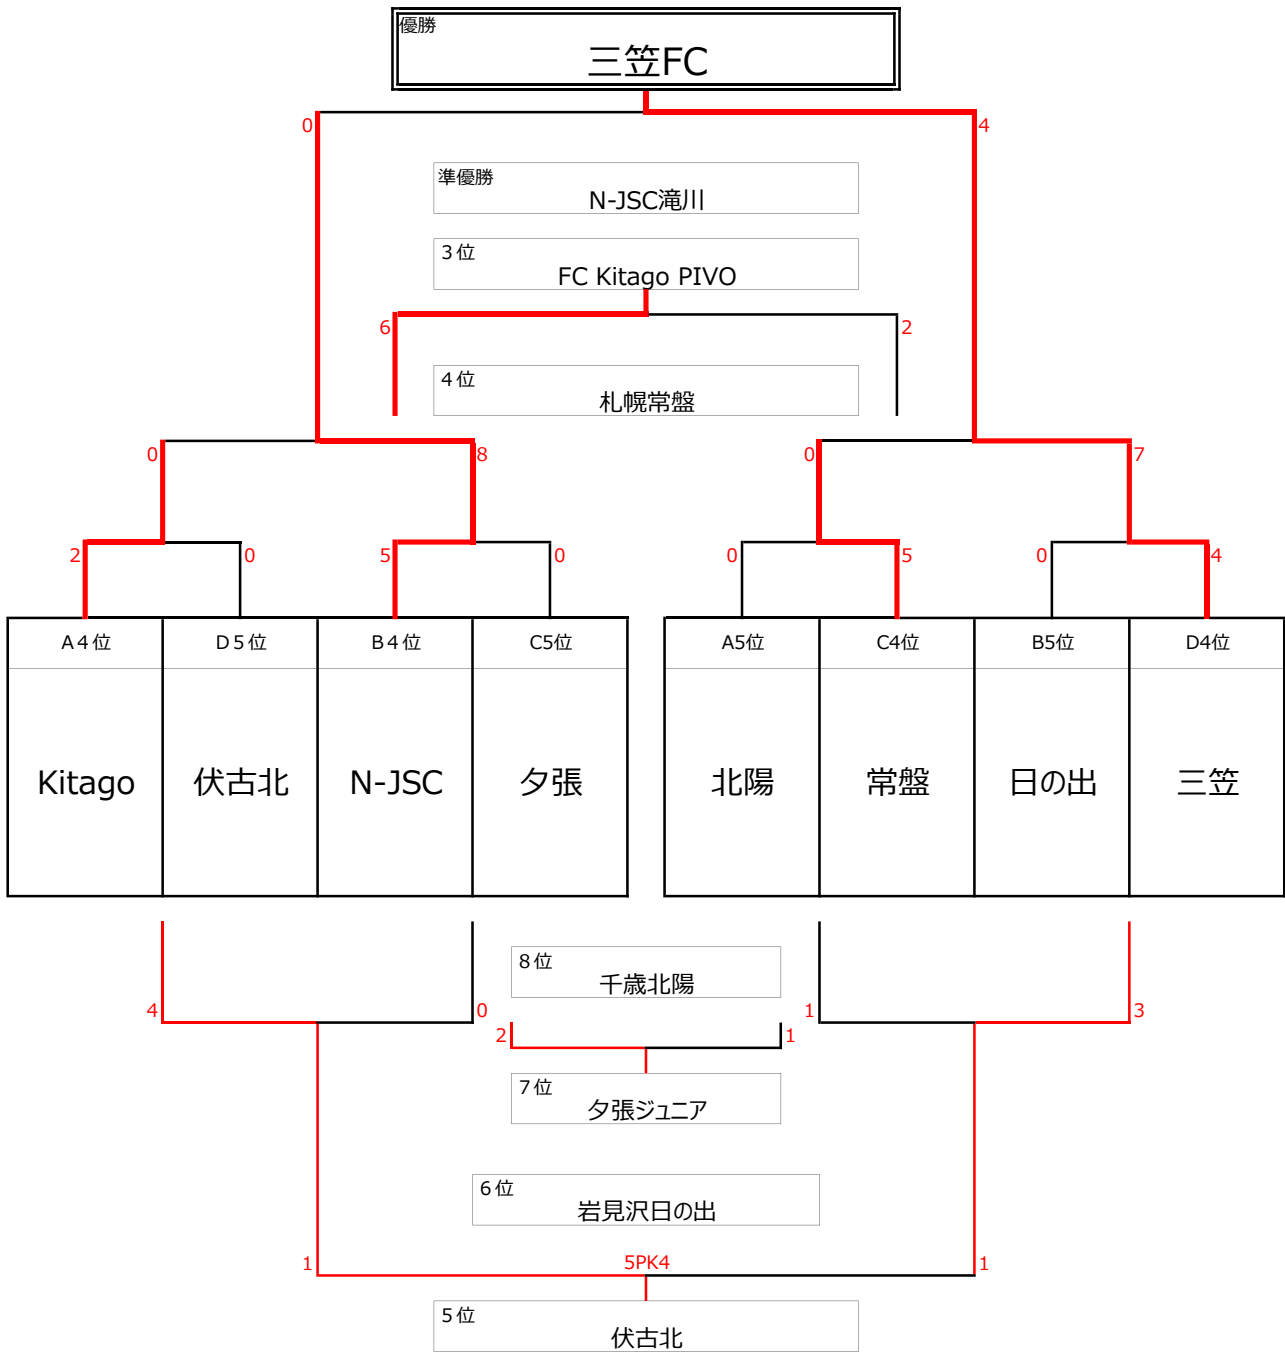 優勝
三笠FC
0 4
準優勝
N-JSC滝川
3位
FC Kitago PIVO
6 2
4位
札幌常盤
0 8 0 7
2 0 5 0 0 5 0 4
A4位 D5位 B4位 C5位 A5位 C4位 B5位 D4位
Kitago 伏古北 N-JSC 夕張 北陽 常盤 日の出 三笠
8位
千歳北陽
4 0 1 3
2 1
7位
夕張ジュニア
6位
岩見沢日の出
1 5PK4 1
5位
伏古北